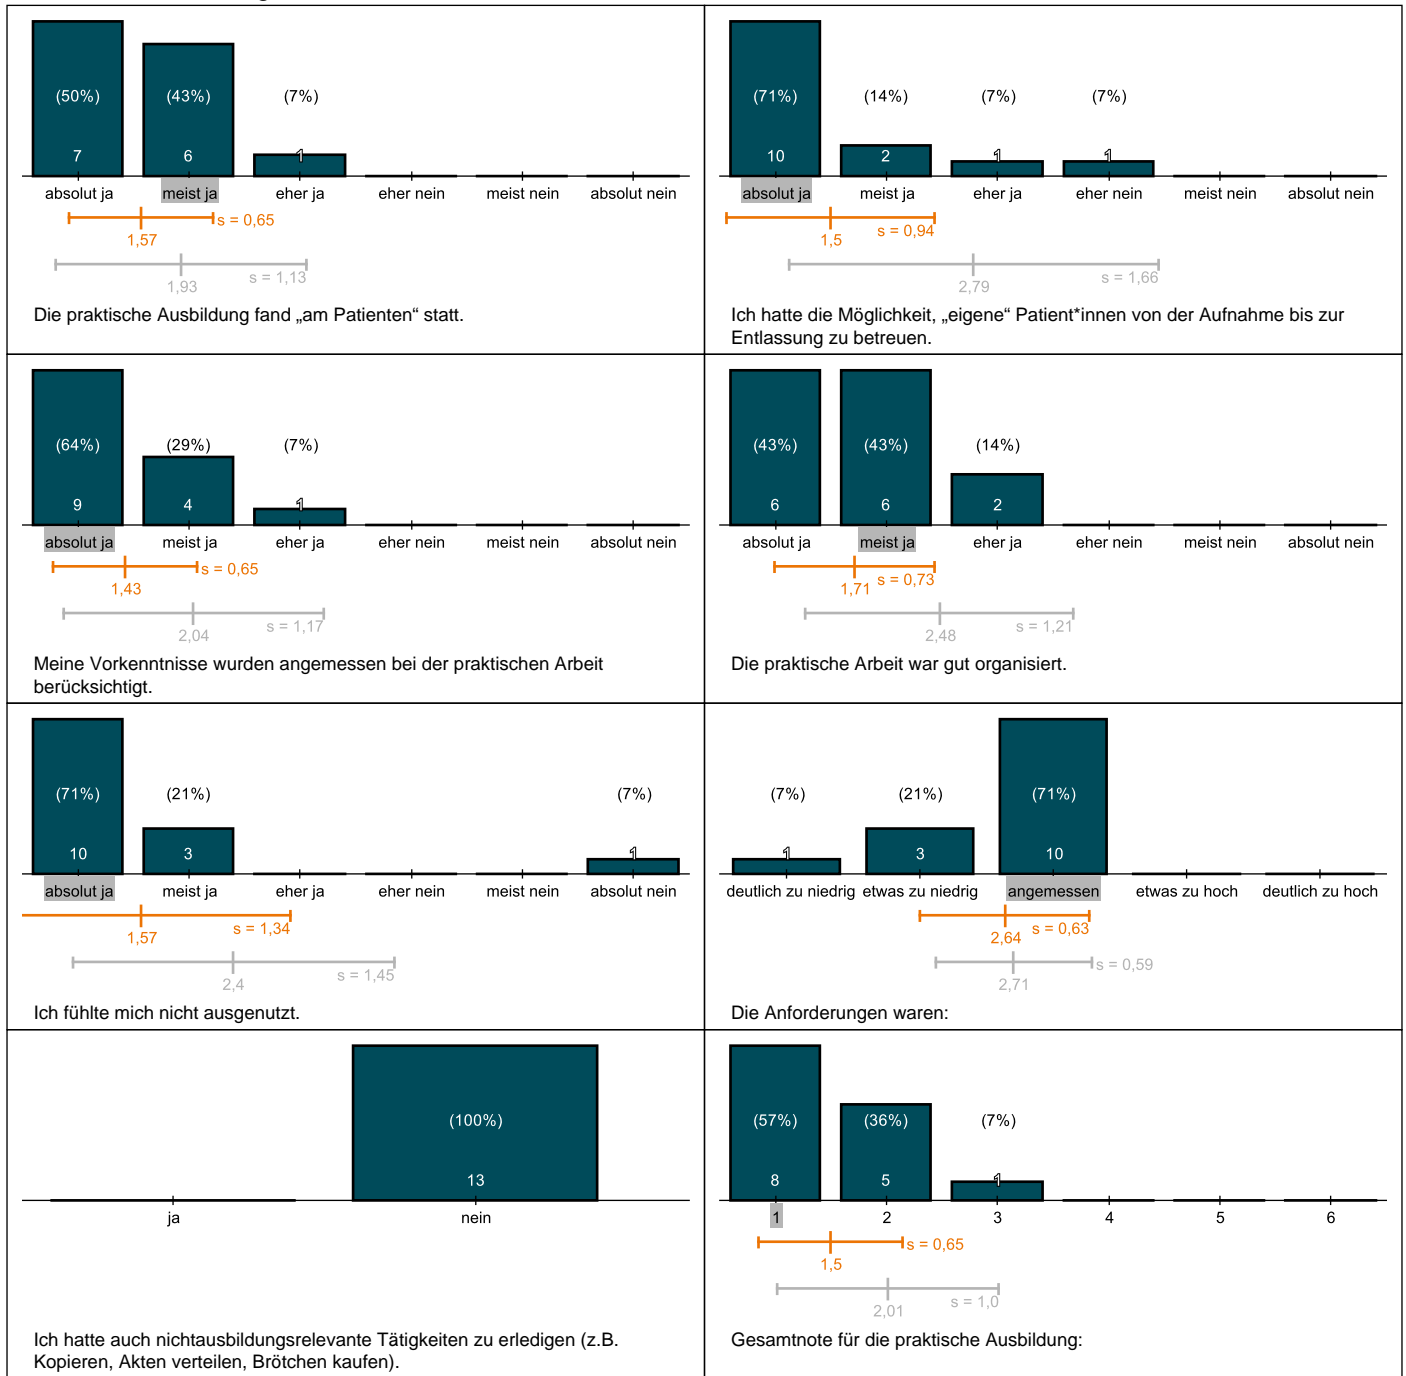 (50%) (43%) (7%)
7 6 1
absolut ja meist ja eher ja eher nein meist nein absolut nein
s = 0,65
1,57
s = 1,13
1,93
Die praktische Ausbildung fand „am Patienten“ statt.
(71%) (14%) (7%) (7%)
10 2 1 1
absolut ja meist ja eher ja eher nein meist nein absolut nein
s = 0,94
1,5
s = 1,66
2,79
Ich hatte die Möglichkeit, „eigene“ Patient*innen von der Aufnahme bis zur
Entlassung zu betreuen.
(64%) (29%) (7%)
9 4 1
absolut ja meist ja eher ja eher nein meist nein absolut nein
s = 0,65
1,43
s = 1,17
2,04
Meine Vorkenntnisse wurden angemessen bei der praktischen Arbeit
berücksichtigt.
(43%) (43%) (14%)
6 6 2
absolut ja meist ja eher ja eher nein meist nein absolut nein
s = 0,73
1,71
s = 1,21
2,48
Die praktische Arbeit war gut organisiert.
(71%) (21%) (7%)
10 3 1
absolut ja meist ja eher ja eher nein meist nein absolut nein
s = 1,34
1,57
s = 1,45
2,4
Ich fühlte mich nicht ausgenutzt.
(7%) (21%) (71%)
1 3 10
deutlich zu niedrig etwas zu niedrig angemessen etwas zu hoch deutlich zu hoch
s = 0,63
2,64
s = 0,59
2,71
Die Anforderungen waren:
(100%)
13
ja nein
Ich hatte auch nichtausbildungsrelevante Tätigkeiten zu erledigen (z.B.
Kopieren, Akten verteilen, Brötchen kaufen).
(57%) (36%) (7%)
8 5 1
1 2 3 4 5 6
s = 0,65
1,5
s = 1,0
2,01
Gesamtnote für die praktische Ausbildung: